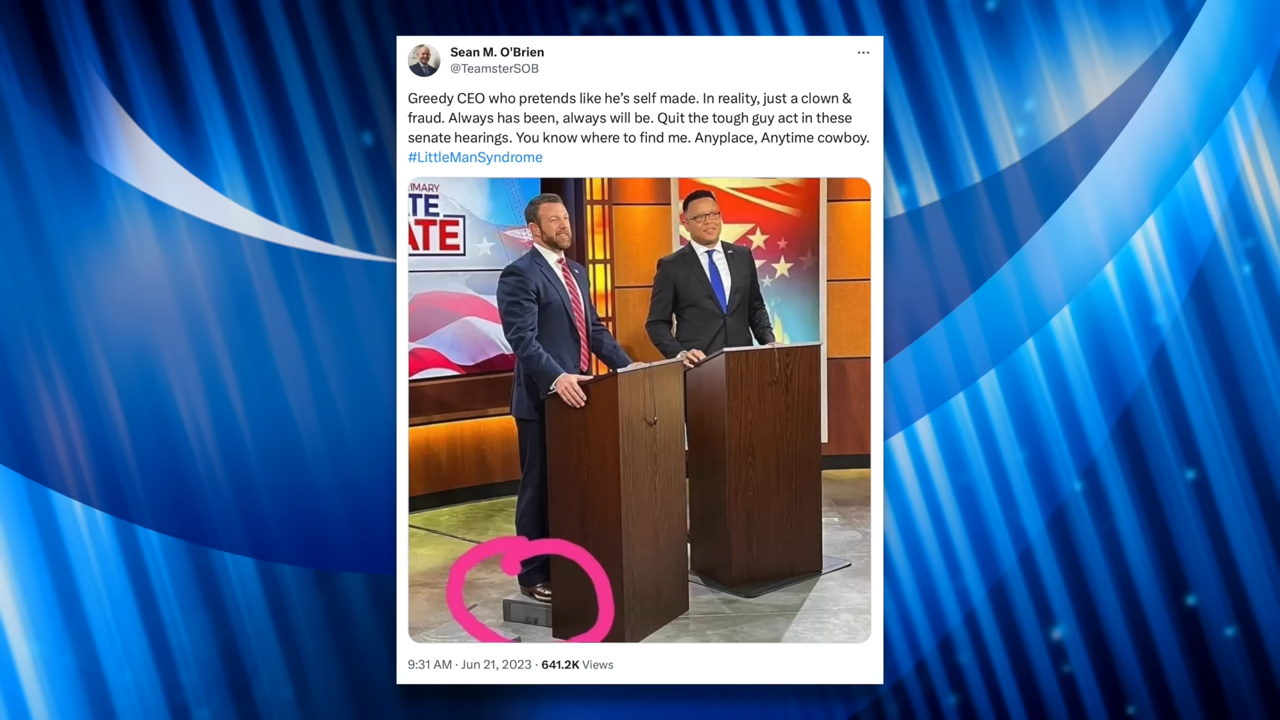 Sean M. O'Brien
@TeamsterSOB
Greedy CEO who pretends like he’s self made. In reality, just a clown &
fraud. Always has been, always will be. Quit the tough guy act in these
senate hearings. You know where to find me. Anyplace, Anytime cowboy.
#LittleManSyndrome
IMARY
TE
ATE
9:31 AM · Jun 21, 2023 · 641.2K Views